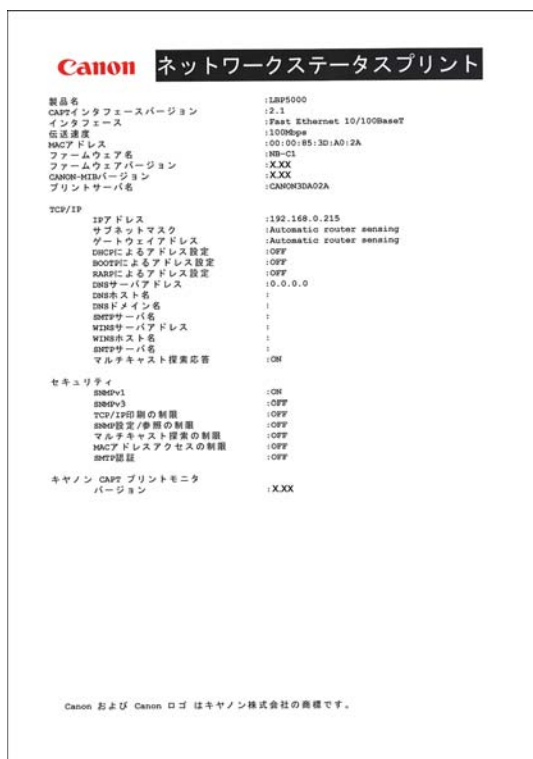 Canon ネットワークステータスプリント
製品名 :LBP5000
CAPTインタフェースバージョン :2.1
インタフェース :Fast Ethernet 10/100BaseT
伝送速度 :100Mbps
MACアドレス :00:00:85:3D:A0:2A
ファームウェア名 :NB-C1
ファームウェアバージョン :X.XX
CANON-MIBバージョン :X.XX
プリントサーバ名 :CANON3DA02A
TCP/IP
IPアドレス :192.168.0.215
サブネットマスク :Automatic router sensing
ゲートウェイアドレス :Automatic router sensing
DHCPによるアドレス設定 :OFF
BOOTPによるアドレス設定 :OFF
RARPによるアドレス設定 :OFF
DNSサーバアドレス :0.0.0.0
DNSホスト名 :
DNSドメイン名 :
SMTPサーバ名 :
WINSサーバアドレス :
WINSホスト名 :
SNTPサーバ名 :
マルチキャスト探索応答 :ON
セキュリティ
SNMPv1 :ON
SNMPv3 :OFF
TCP/IP印刷の制限 :OFF
SNMP設定/参照の制限 :OFF
マルチキャスト探索の制限 :OFF
MACアドレスアクセスの制限 :OFF
SMTP認証 :OFF
キヤノン CAPT プリントモニタ
バージョン :X.XX
Canon および Canon ロゴ はキヤノン株式会社の商標です。